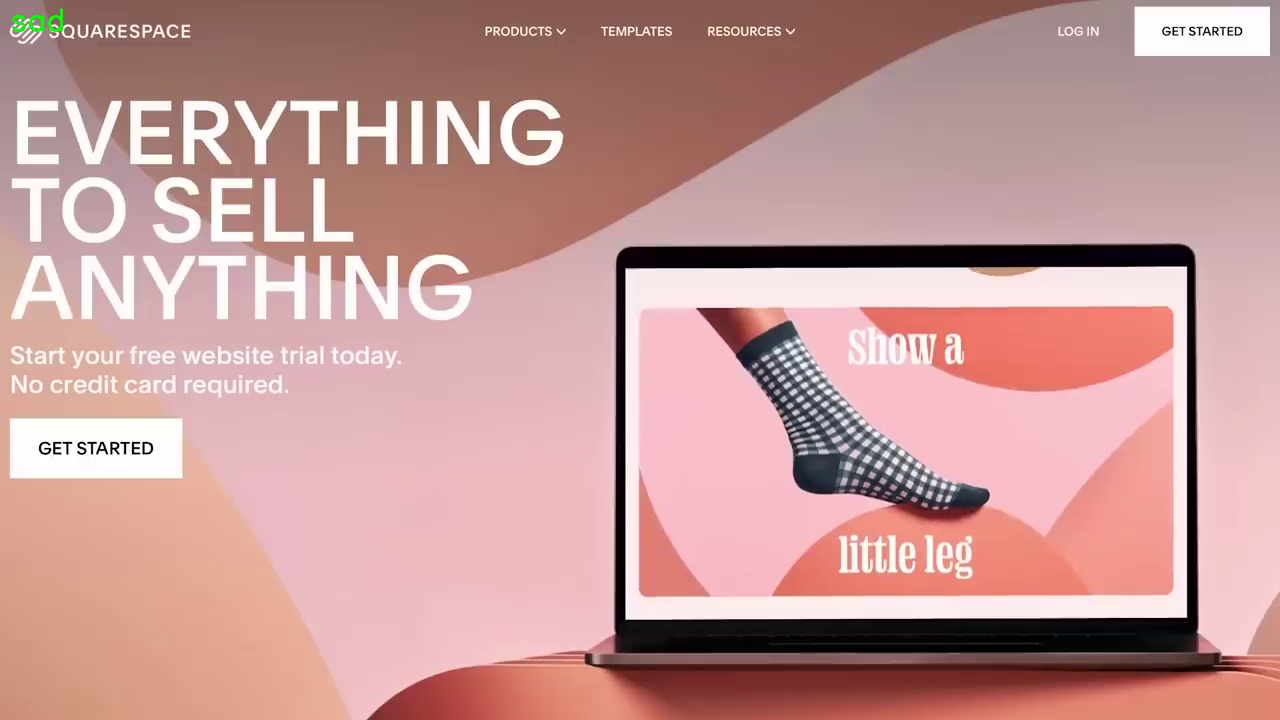 sad
SQUARESPACE
PRODUCTS
TEMPLATES
RESOURCES
LOG IN
GET STARTED
EVERYTHING
TO SELL
ANYTHING
Start your free website trial today.
No credit card required.
GET STARTED
Show a
little leg